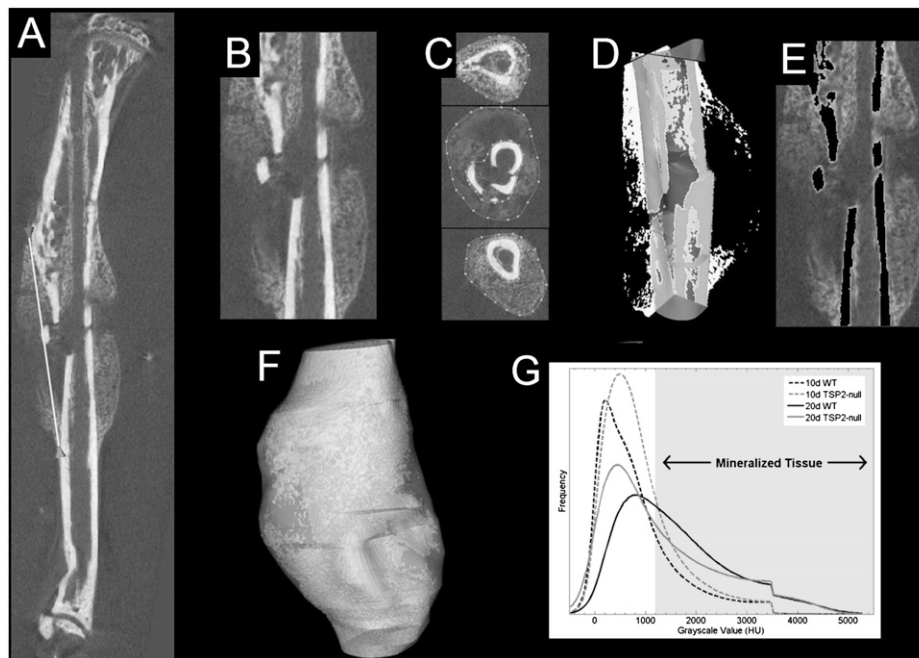 A
B
C
D
E
F
G
10d WT
10d TSP2-null
20d WT
20d TSP2-null
Mineralized Tissue
Frequency
0
1000
2000
3000
4000
5000
Grayscale Value (HU)